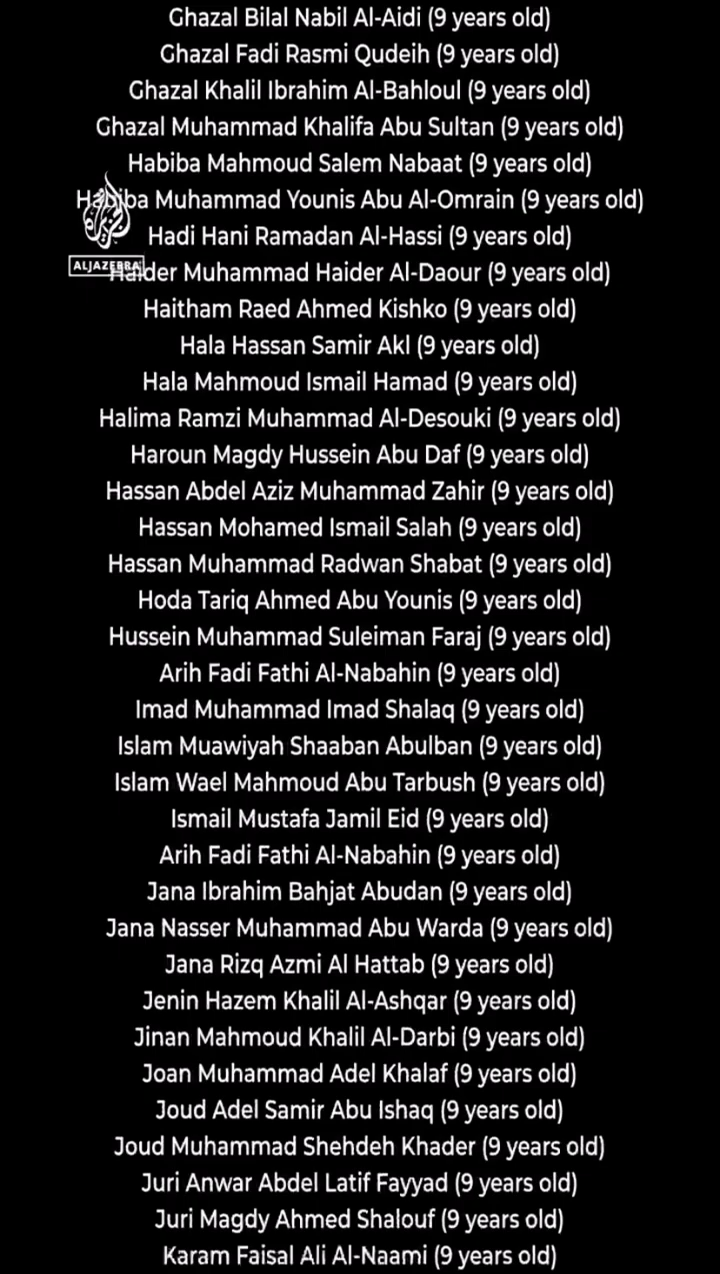 Ghazal Bilal Nabil Al-Aidi (9 years old)
Ghazal Fadi Rasmi Qudeih (9 years old)
Ghazal Khalil Ibrahim Al-Bahloul (9 years old)
Ghazal Muhammad Khalifa Abu Sultan (9 years old)
Habiba Mahmoud Salem Nabaat (9 years old)
Habiba Muhammad Younis Abu Al-Omrain (9 years old)
Hadi Hani Ramadan Al-Hassi (9 years old)
ALJAZEERA
Haider Muhammad Haider Al-Daour (9 years old)
Haitham Raed Ahmed Kishko (9 years old)
Hala Hassan Samir Akl (9 years old)
Hala Mahmoud Ismail Hamad (9 years old)
Halima Ramzi Muhammad Al-Desouki (9 years old)
Haroun Magdy Hussein Abu Daf (9 years old)
Hassan Abdel Aziz Muhammad Zahir (9 years old)
Hassan Mohamed Ismail Salah (9 years old)
Hassan Muhammad Radwan Shabat (9 years old)
Hoda Tariq Ahmed Abu Younis (9 years old)
Hussein Muhammad Suleiman Faraj (9 years old)
Arih Fadi Fathi Al-Nabahin (9 years old)
Imad Muhammad Imad Shalaq (9 years old)
Islam Muawiyah Shaaban Abulban (9 years old)
Islam Wael Mahmoud Abu Tarbush (9 years old)
Ismail Mustafa Jamil Eid (9 years old)
Arih Fadi Fathi Al-Nabahin (9 years old)
Jana Ibrahim Bahjat Abudan (9 years old)
Jana Nasser Muhammad Abu Warda (9 years old)
Jana Rizq Azmi Al Hattab (9 years old)
Jenin Hazem Khalil Al-Ashqar (9 years old)
Jinan Mahmoud Khalil Al-Darbi (9 years old)
Joan Muhammad Adel Khalaf (9 years old)
Joud Adel Samir Abu Ishaq (9 years old)
Joud Muhammad Shehdeh Khader (9 years old)
Juri Anwar Abdel Latif Fayyad (9 years old)
Juri Magdy Ahmed Shalouf (9 years old)
Karam Faisal Ali Al-Naami (9 years old)